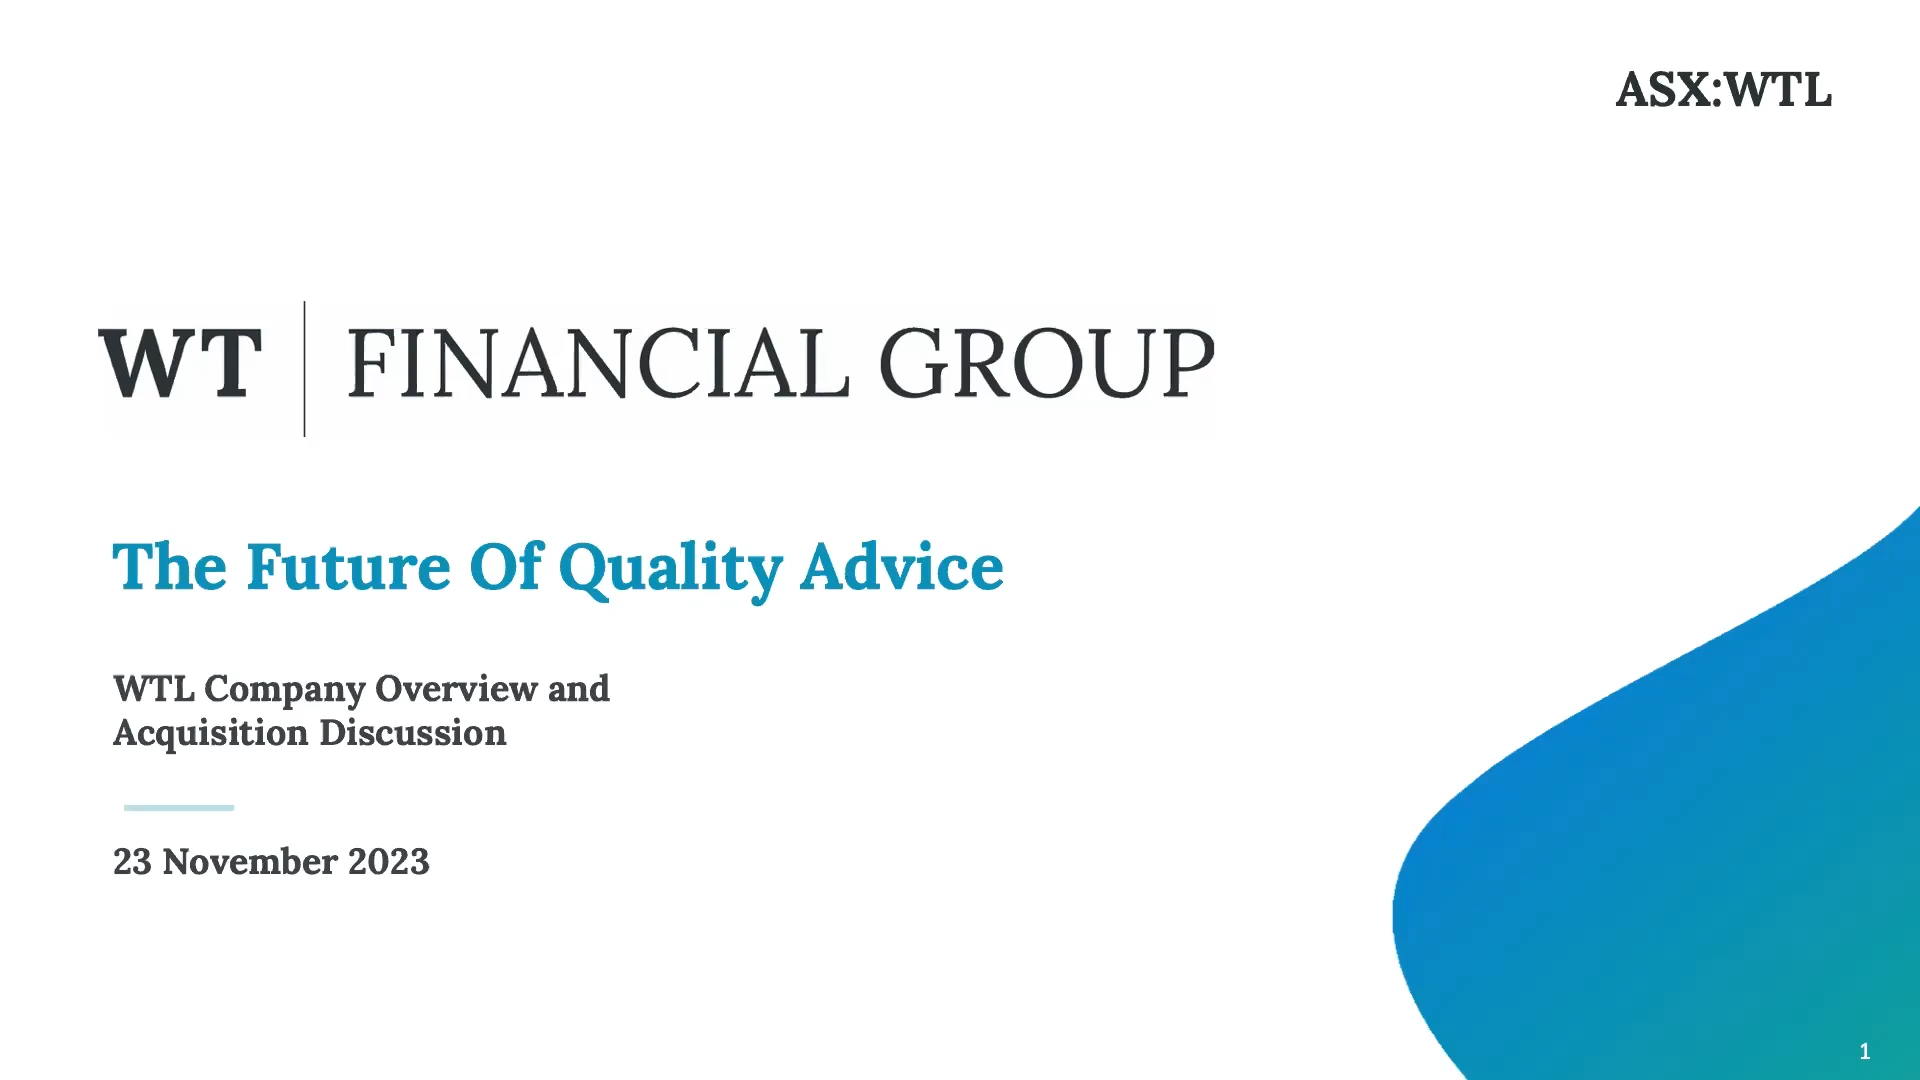 ASX:WTL
WT | FINANCIAL GROUP
The Future Of Quality Advice
WTL Company Overview and
Acquisition Discussion
23 November 2023
1